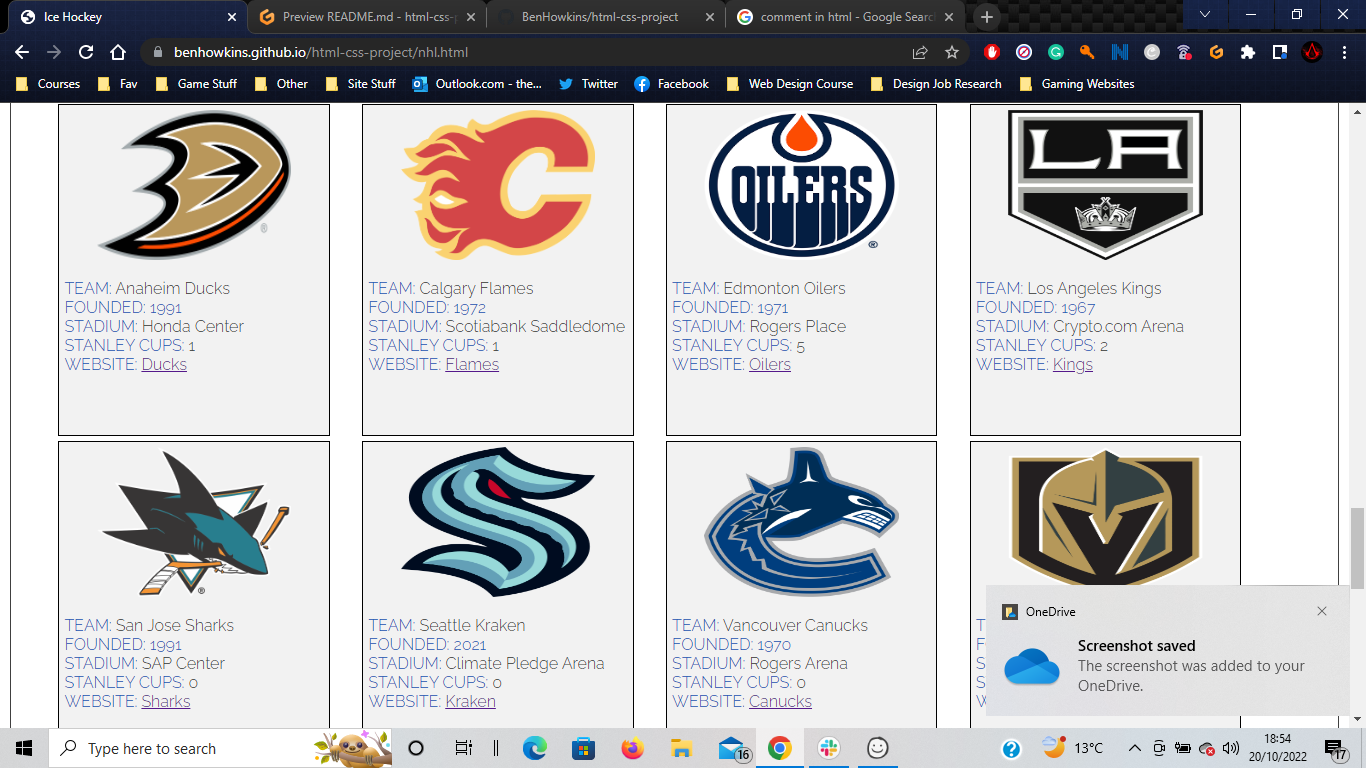 Ice Hockey
Preview README.md - html-css-p
BenHowkins/html-css-project
comment in html - Google Searc
benhowkins.github.io/html-css-project/nhl.html
Courses
Fav
Game Stuff
Other
Site Stuff
Outlook.com - the...
Twitter
Facebook
Web Design Course
Design Job Research
Gaming Websites
OILERS
®
LA
TEAM: Anaheim Ducks
FOUNDED: 1991
STADIUM: Honda Center
STANLEY CUPS: 1
WEBSITE: Ducks
C
TEAM: Calgary Flames
FOUNDED: 1972
STADIUM: Scotiabank Saddledome
STANLEY CUPS: 1
WEBSITE: Flames
TEAM: Edmonton Oilers
FOUNDED: 1971
STADIUM: Rogers Place
STANLEY CUPS: 5
WEBSITE: Oilers
TEAM: Los Angeles Kings
FOUNDED: 1967
STADIUM: Crypto.com Arena
STANLEY CUPS: 2
WEBSITE: Kings
TEAM: San Jose Sharks
FOUNDED: 1991
STADIUM: SAP Center
STANLEY CUPS: 0
WEBSITE: Sharks
TEAM: Seattle Kraken
FOUNDED: 2021
STADIUM: Climate Pledge Arena
STANLEY CUPS: 0
WEBSITE: Kraken
TEAM: Vancouver Canucks
FOUNDED: 1970
STADIUM: Rogers Arena
STANLEY CUPS: 0
WEBSITE: Canucks
OneDrive
Screenshot saved
The screenshot was added to your
OneDrive.
Type here to search
16
13°C
18:54
20/10/2022
17